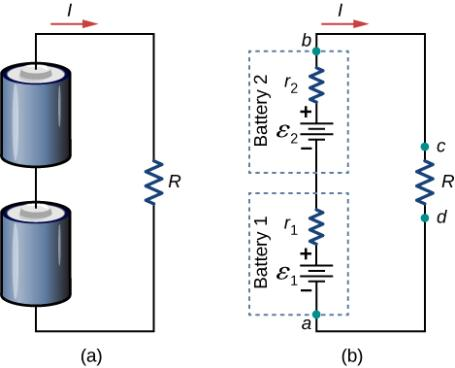 I
R
(a)
I
b
Battery 2
r₂
+
ε₂
−
Battery 1
r₁
+
ε₁
−
a
c
R
d
(b)